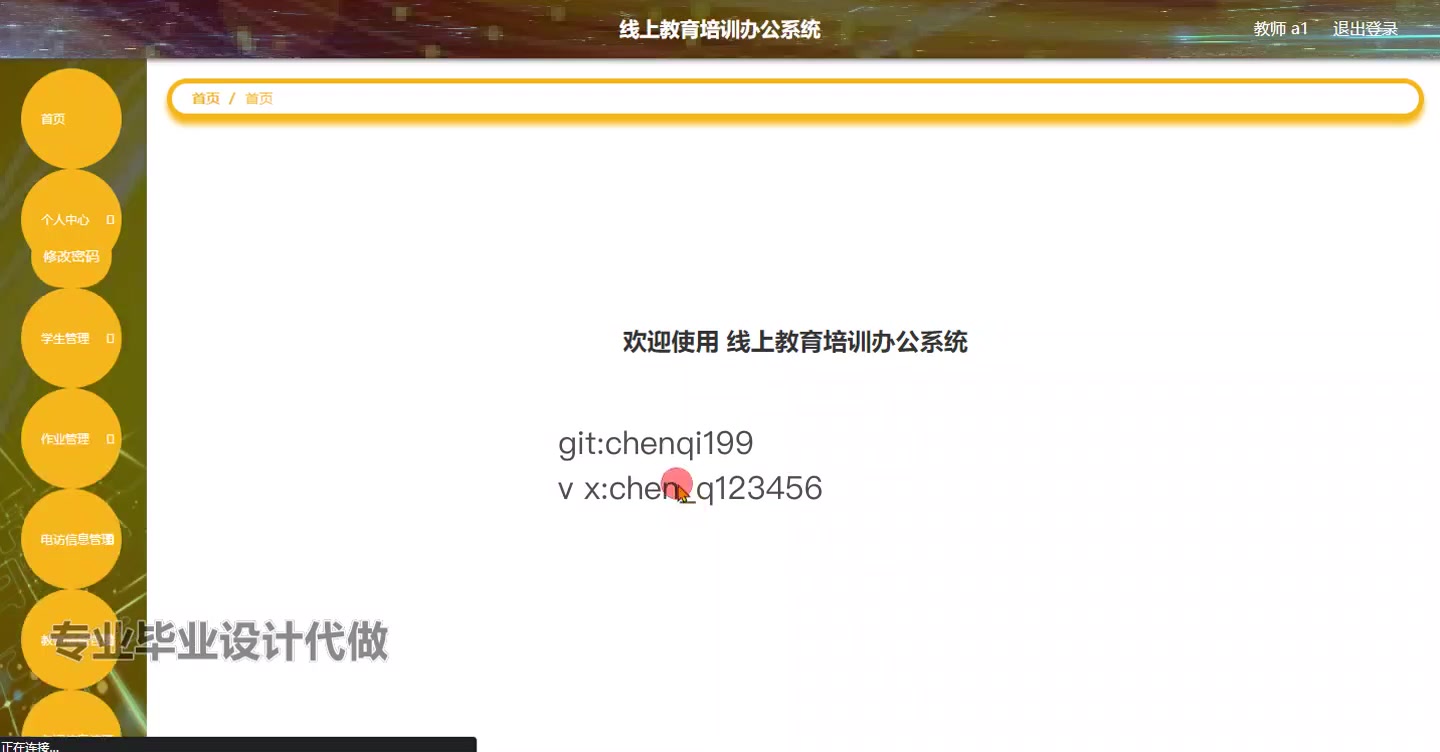 线上教育培训办公系统
教师 a1 退出登录
首页 / 首页
首页
个人中心
修改密码
学生管理
作业管理
电访信息管理
欢迎使用 线上教育培训办公系统
git:chenqi199
v x:chen_q123456
专业毕业设计代做
正在连接...